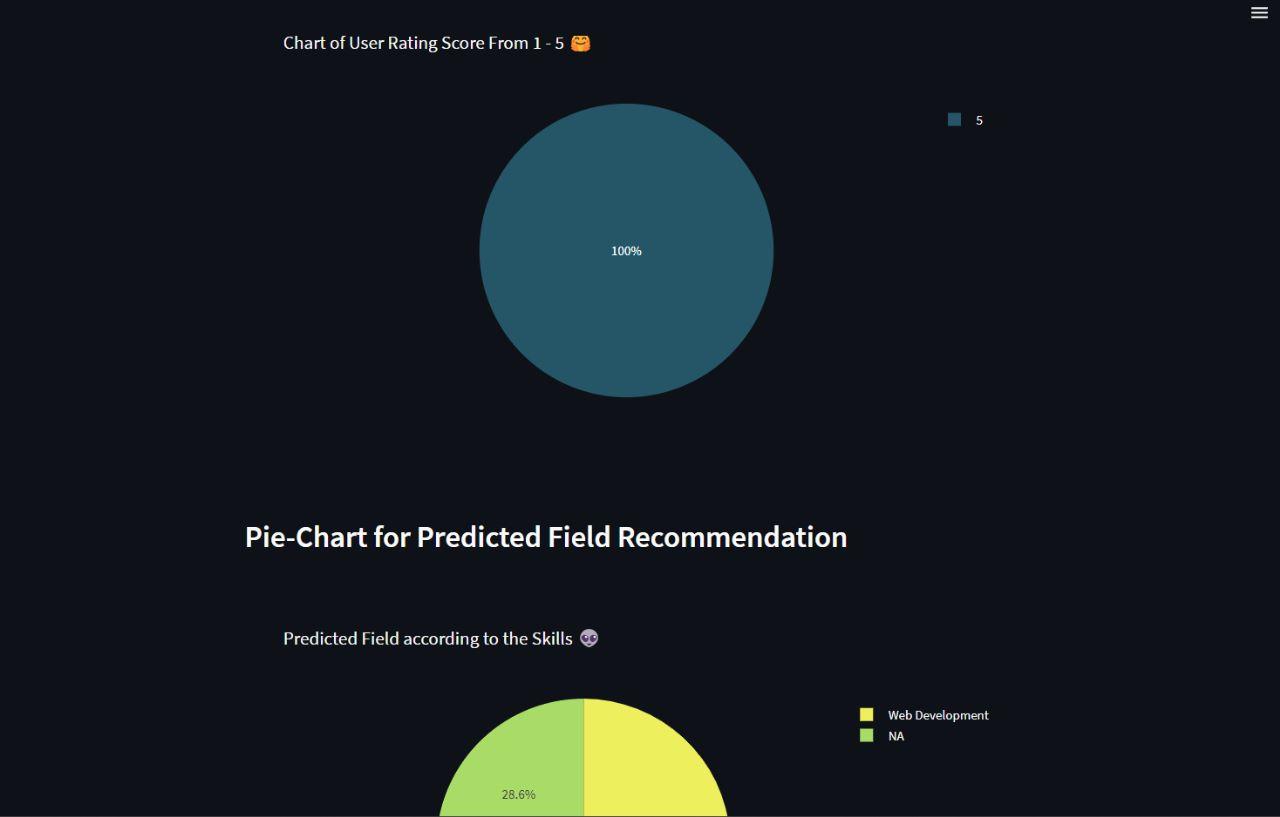 Chart of User Rating Score From 1 - 5 🤗
5
100%
Pie-Chart for Predicted Field Recommendation
Predicted Field according to the Skills 👽
Web Development
NA
28.6%